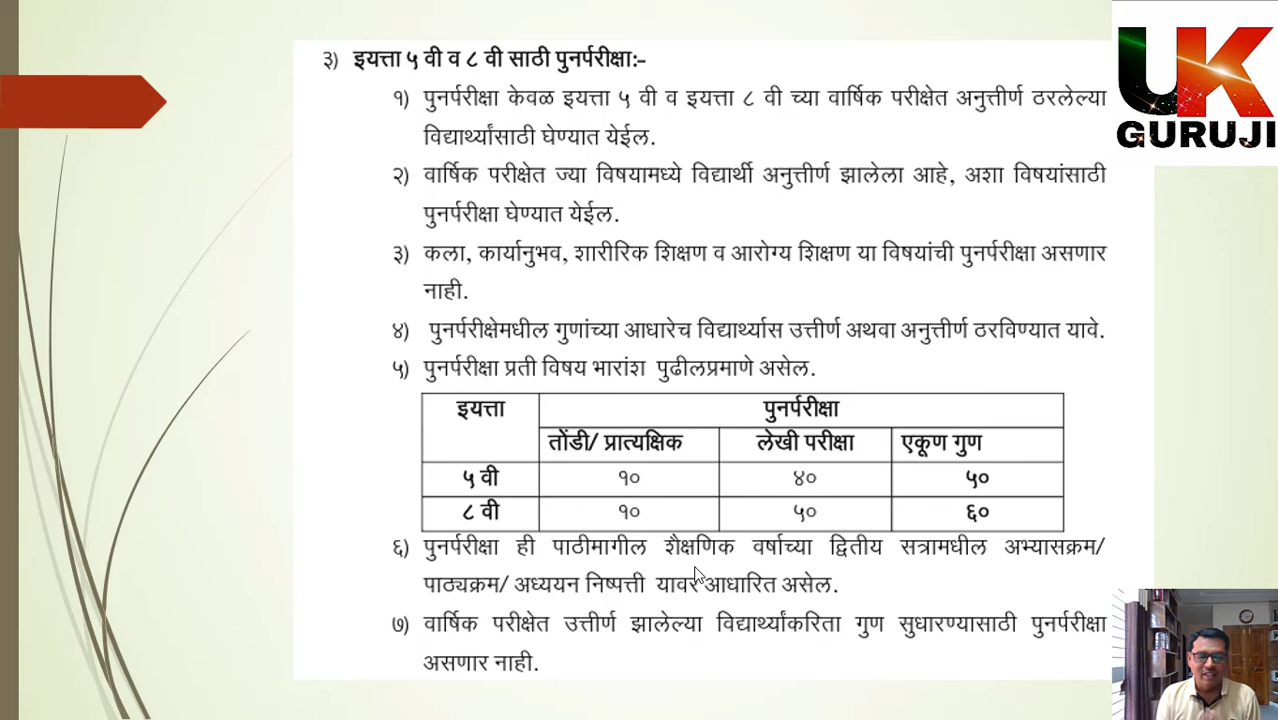 UK
GURUJI
३) इयत्ता ५ वी व ८ वी साठी पुनर्परीक्षा:-
१) पुनर्परीक्षा केवळ इयत्ता ५ वी व इयत्ता ८ वी च्या वार्षिक परीक्षेत अनुत्तीर्ण ठरलेल्या
विद्यार्थ्यांसाठी घेण्यात येईल.
२) वार्षिक परीक्षेत ज्या विषयामध्ये विद्यार्थी अनुत्तीर्ण झालेला आहे, अशा विषयांसाठी
पुनर्परीक्षा घेण्यात येईल.
३) कला, कार्यानुभव, शारीरिक शिक्षण व आरोग्य शिक्षण या विषयांची पुनर्परीक्षा असणार
नाही.
४) पुनर्परीक्षेमधील गुणांच्या आधारेच विद्यार्थ्यास उत्तीर्ण अथवा अनुत्तीर्ण ठरविण्यात यावे.
५) पुनर्परीक्षा प्रती विषय भारांश पुढीलप्रमाणे असेल.
इयत्ता पुनर्परीक्षा
तोंडी/ प्रात्यक्षिक लेखी परीक्षा एकूण गुण
५ वी १० ४० ५०
८ वी १० ५० ६०
६) पुनर्परीक्षा ही पाठीमागील शैक्षणिक वर्षाच्या द्वितीय सत्रामधील अभ्यासक्रम/
पाठ्यक्रम/ अध्ययन निष्पत्ती यावर आधारित असेल.
७) वार्षिक परीक्षेत उत्तीर्ण झालेल्या विद्यार्थ्यांकरिता गुण सुधारण्यासाठी पुनर्परीक्षा
असणार नाही.